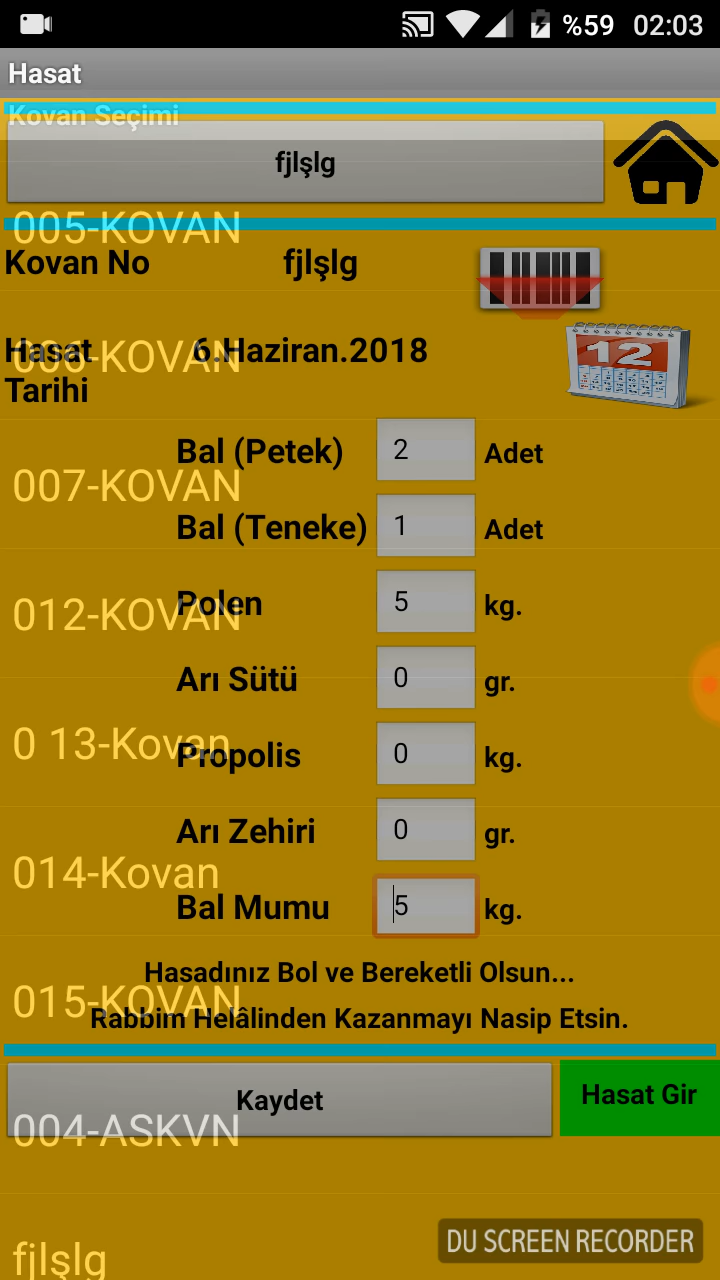 %59 02:03
Hasat
Kovan Seçimi
fjlşlg
005-KOVAN
Kovan No fjlşlg
006-KOVAN
Hasat Tarihi 6.Haziran.2018
12
Bal (Petek) 2 Adet
007-KOVAN
Bal (Teneke) 1 Adet
012-KOVAN
Polen 5 kg.
Arı Sütü 0 gr.
0 13-Kovan
Propolis 0 kg.
Arı Zehiri 0 gr.
014-Kovan
Bal Mumu 5 kg.
Hasadınız Bol ve Bereketli Olsun...
015-KOVAN
Rabbim Helâlinden Kazanmayı Nasip Etsin.
Kaydet Hasat Gir
004-ASKVN
fjlşlg
DU SCREEN RECORDER